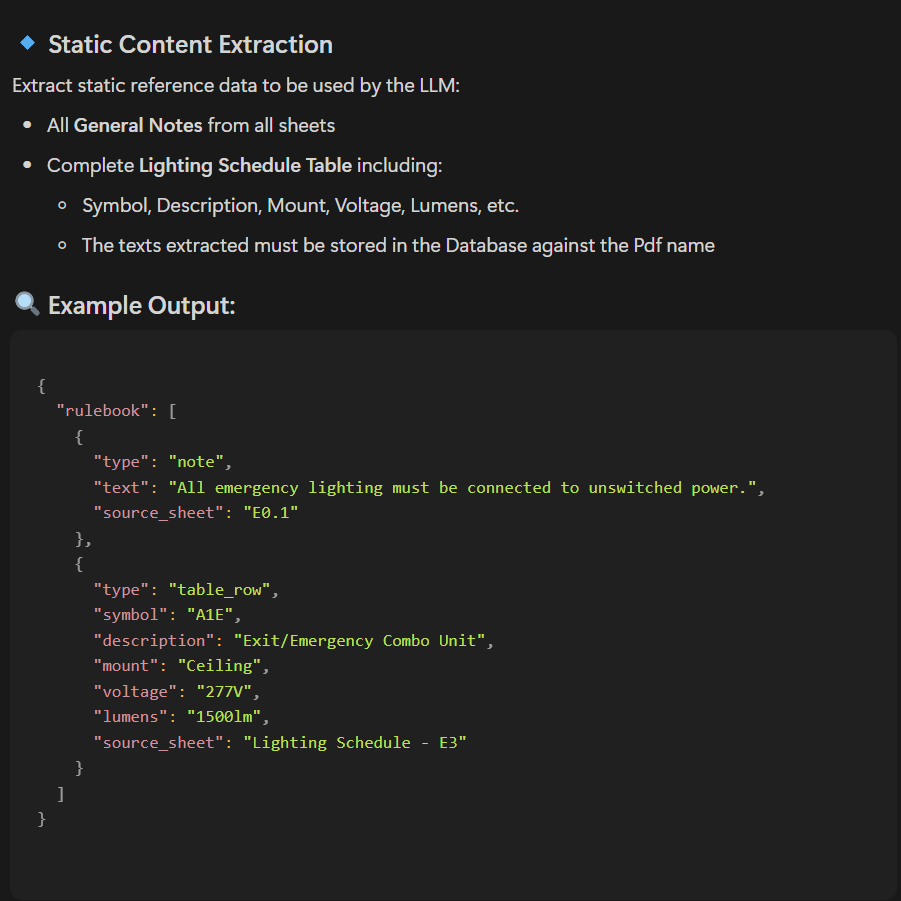 Static Content Extraction
Extract static reference data to be used by the LLM:
All General Notes from all sheets
Complete Lighting Schedule Table including:
Symbol, Description, Mount, Voltage, Lumens, etc.
The texts extracted must be stored in the Database against the Pdf name
Example Output:
{
  "rulebook": [
    {
      "type": "note",
      "text": "All emergency lighting must be connected to unswitched power.",
      "source_sheet": "E0.1"
    },
    {
      "type": "table_row",
      "symbol": "A1E",
      "description": "Exit/Emergency Combo Unit",
      "mount": "Ceiling",
      "voltage": "277V",
      "lumens": "1500lm",
      "source_sheet": "Lighting Schedule - E3"
    }
  ]
}